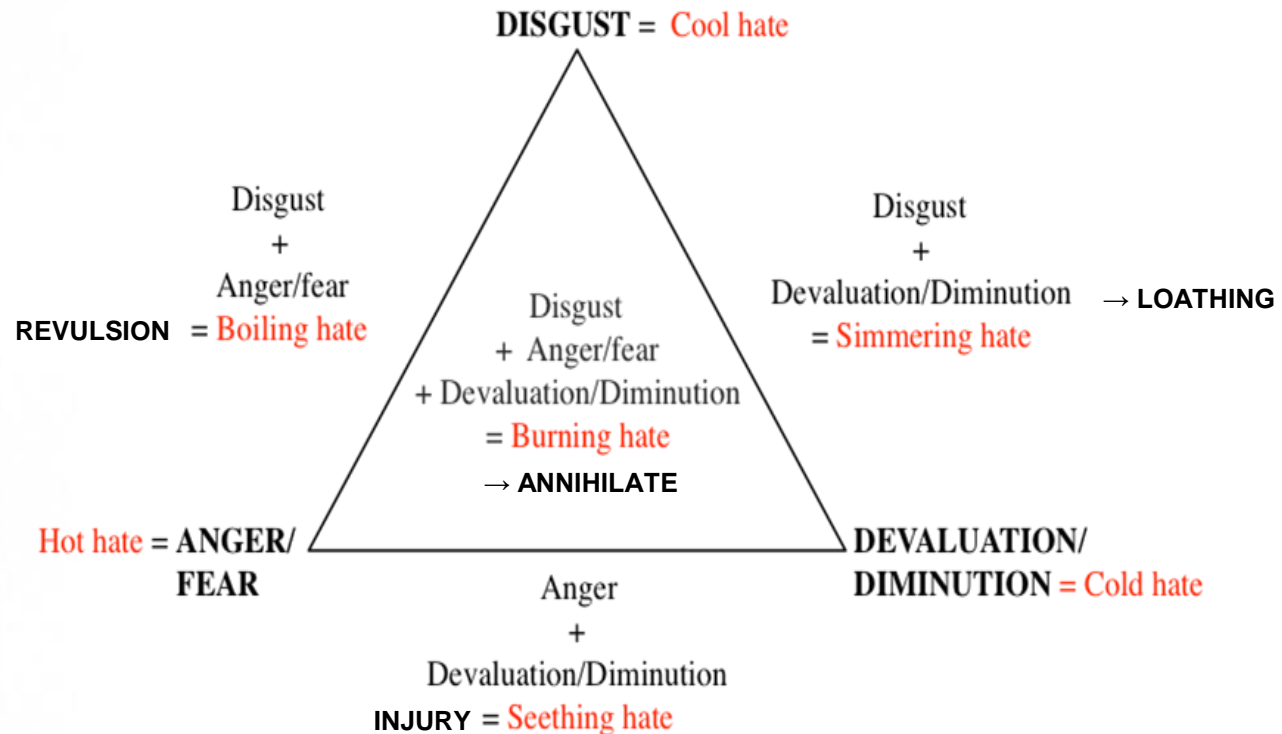 DISGUST = Cool hate
Disgust
+
Anger/fear
REVULSION = Boiling hate
Disgust
+
Devaluation/Diminution → LOATHING
= Simmering hate
Disgust
+ Anger/fear
+ Devaluation/Diminution
= Burning hate
→ ANNIHILATE
Hot hate = ANGER/
FEAR
DEVALUATION/
DIMINUTION = Cold hate
Anger
+
Devaluation/Diminution
INJURY = Seething hate